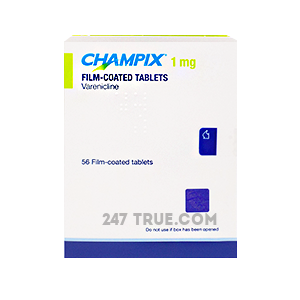 CHAMPIX™ 1 mg
FILM-COATED TABLETS
Varenicline
56 Film-coated tablets
247 TRUE.COM
Do not use if box has been opened